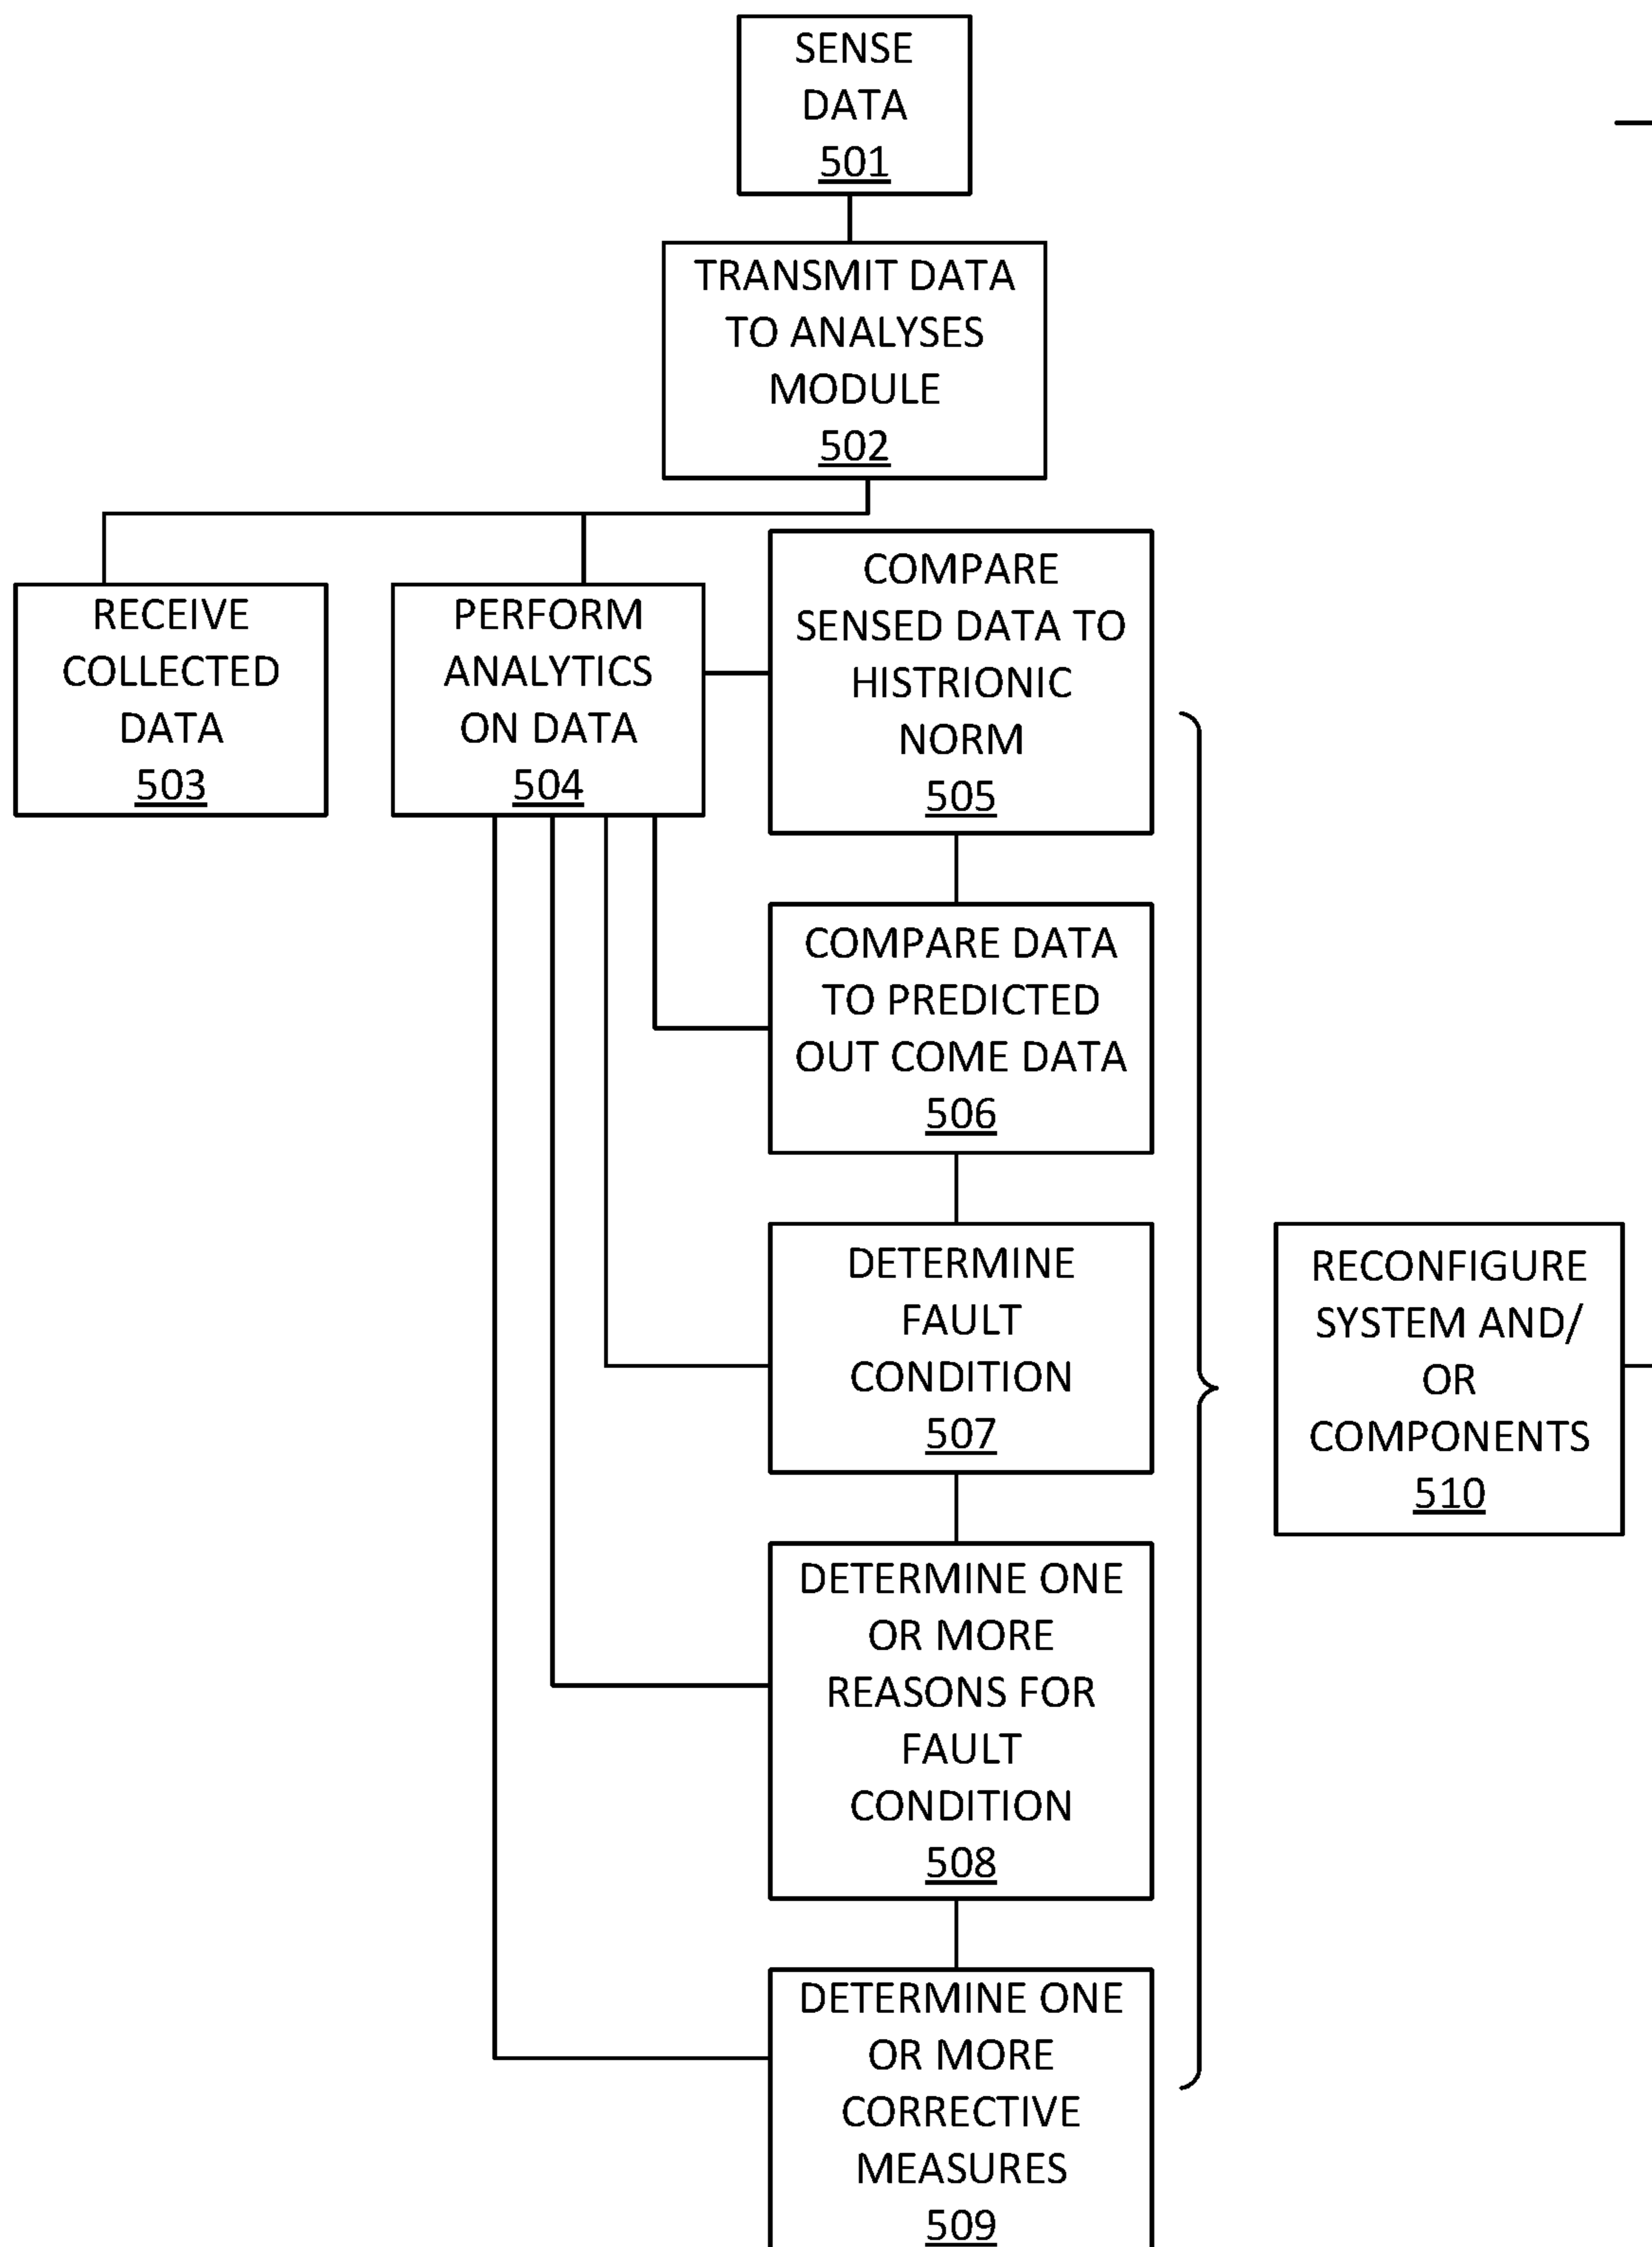 SENSE
DATA
501
TRANSMIT DATA
TO ANALYSES
MODULE
502
RECEIVE
COLLECTED
DATA
503
PERFORM
ANALYTICS
ON DATA
504
COMPARE
SENSED DATA TO
HISTRIONIC
NORM
505
COMPARE DATA
TO PREDICTED
OUT COME DATA
506
DETERMINE
FAULT
CONDITION
507
DETERMINE ONE
OR MORE
REASONS FOR
FAULT
CONDITION
508
DETERMINE ONE
OR MORE
CORRECTIVE
MEASURES
509
RECONFIGURE
SYSTEM AND/
OR
COMPONENTS
510